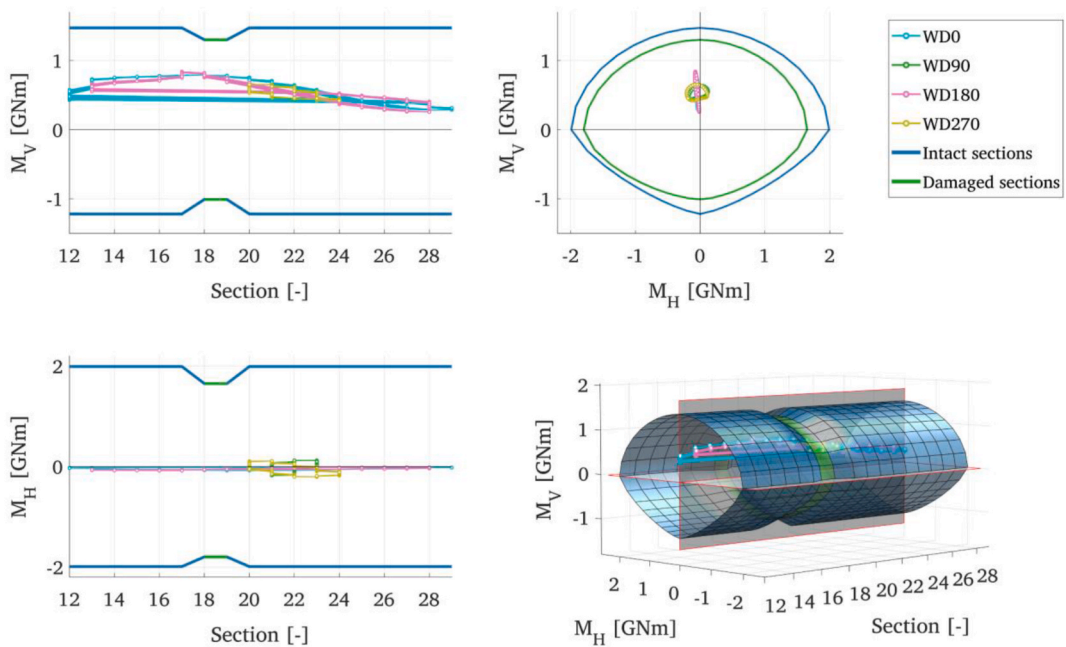 1
0
-1
M_V [GNm]
12 14 16 18 20 22 24 26 28
Section [-]
1
0
-1
M_V [GNm]
-2 -1 0 1 2
M_H [GNm]
WD0
WD90
WD180
WD270
Intact sections
Damaged sections
2
0
-2
M_H [GNm]
12 14 16 18 20 22 24 26 28
Section [-]
2
1
0
-1
M_V [GNm]
2 1 0 -1 -2
M_H [GNm]
12 14 16 18 20 22 24 26 28
Section [-]